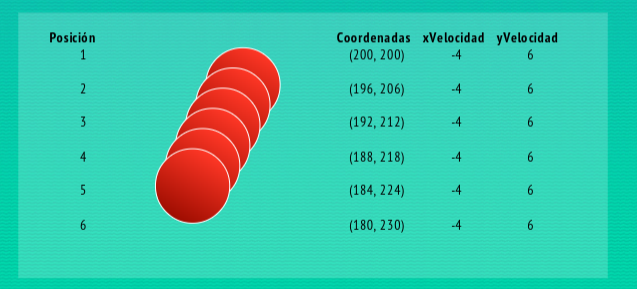 Posición Coordenadas xVelocidad yVelocidad
1 (200, 200) -4 6
2 (196, 206) -4 6
3 (192, 212) -4 6
4 (188, 218) -4 6
5 (184, 224) -4 6
6 (180, 230) -4 6